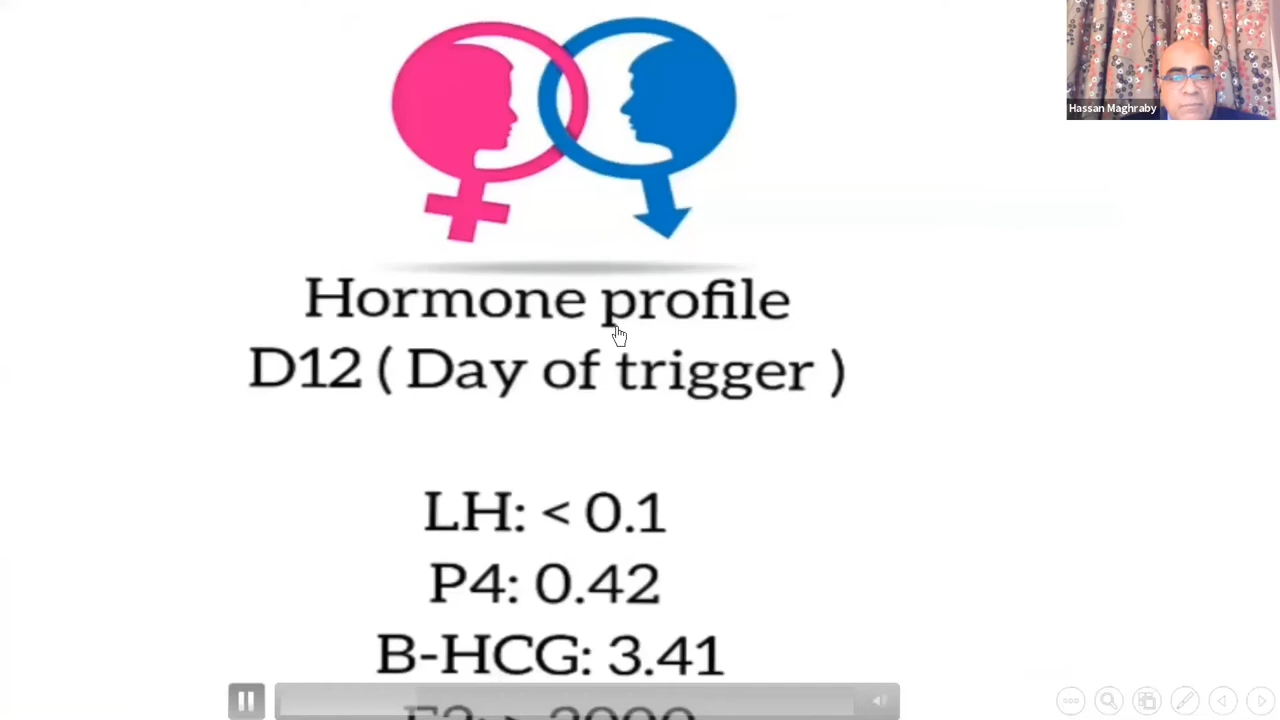 Hassan Maghraby
Hormone profile
D12 ( Day of trigger )
LH: < 0.1
P4: 0.42
B-HCG: 3.41